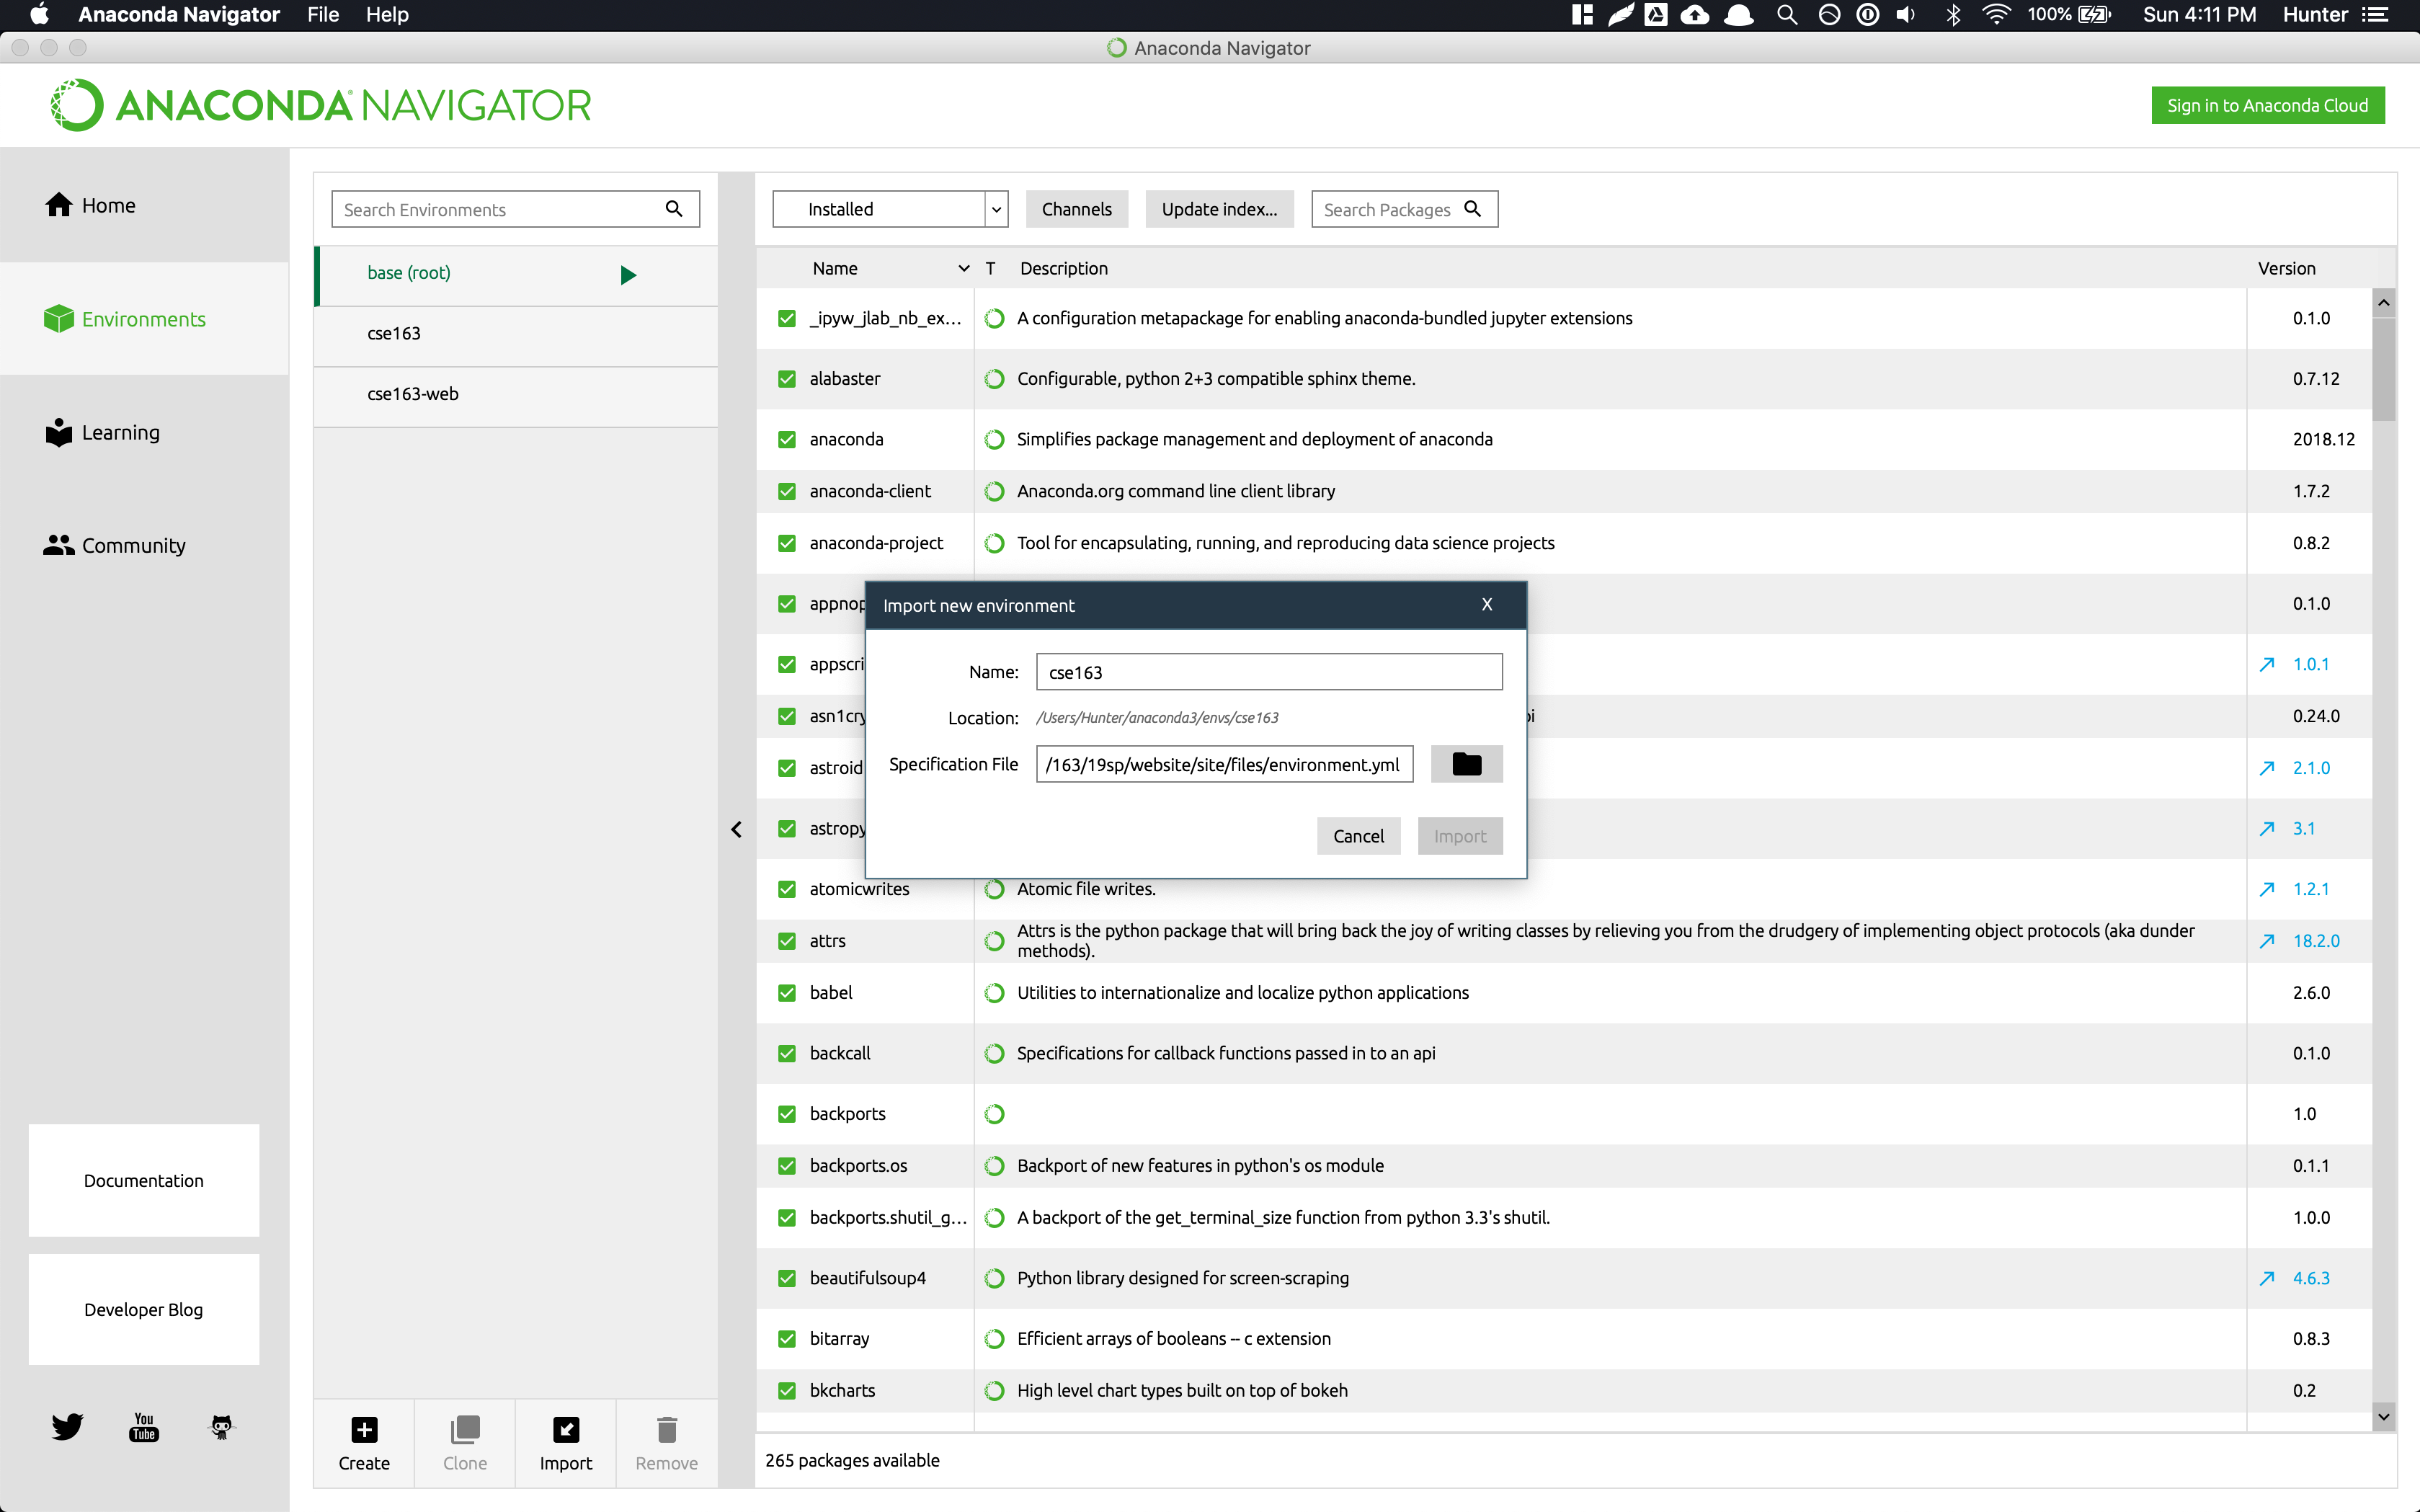 Anaconda Navigator File Help 100% Sun 4:11 PM Hunter
Anaconda Navigator
ANACONDA NAVIGATOR
Sign in to Anaconda Cloud
Home
Environments
Learning
Community
Documentation
Developer Blog
You
Tube
Search Environments
base (root)
cse163
cse163-web
Create Clone Import Remove
Installed Channels Update index... Search Packages
Name T Description Version
_ipyw_jlab_nb_ex... A configuration metapackage for enabling anaconda-bundled jupyter extensions 0.1.0
alabaster Configurable, python 2+3 compatible sphinx theme. 0.7.12
anaconda Simplifies package management and deployment of anaconda 2018.12
anaconda-client Anaconda.org command line client library 1.7.2
anaconda-project Tool for encapsulating, running, and reproducing data science projects 0.8.2
appnop 0.1.0
appscri 1.0.1
asn1cry 0.24.0
astroid 2.1.0
astropy 3.1
atomicwrites Atomic file writes. 1.2.1
attrs Attrs is the python package that will bring back the joy of writing classes by relieving you from the drudgery of implementing object protocols (aka dunder
methods). 18.2.0
babel Utilities to internationalize and localize python applications 2.6.0
backcall Specifications for callback functions passed in to an api 0.1.0
backports 1.0
backports.os Backport of new features in python's os module 0.1.1
backports.shutil_g... A backport of the get_terminal_size function from python 3.3's shutil. 1.0.0
beautifulsoup4 Python library designed for screen-scraping 4.6.3
bitarray Efficient arrays of booleans -- c extension 0.8.3
bkcharts High level chart types built on top of bokeh 0.2
265 packages available
Import new environment X
Name: cse163
Location: /Users/Hunter/anaconda3/envs/cse163
Specification File /163/19sp/website/site/files/environment.yml
Cancel Import